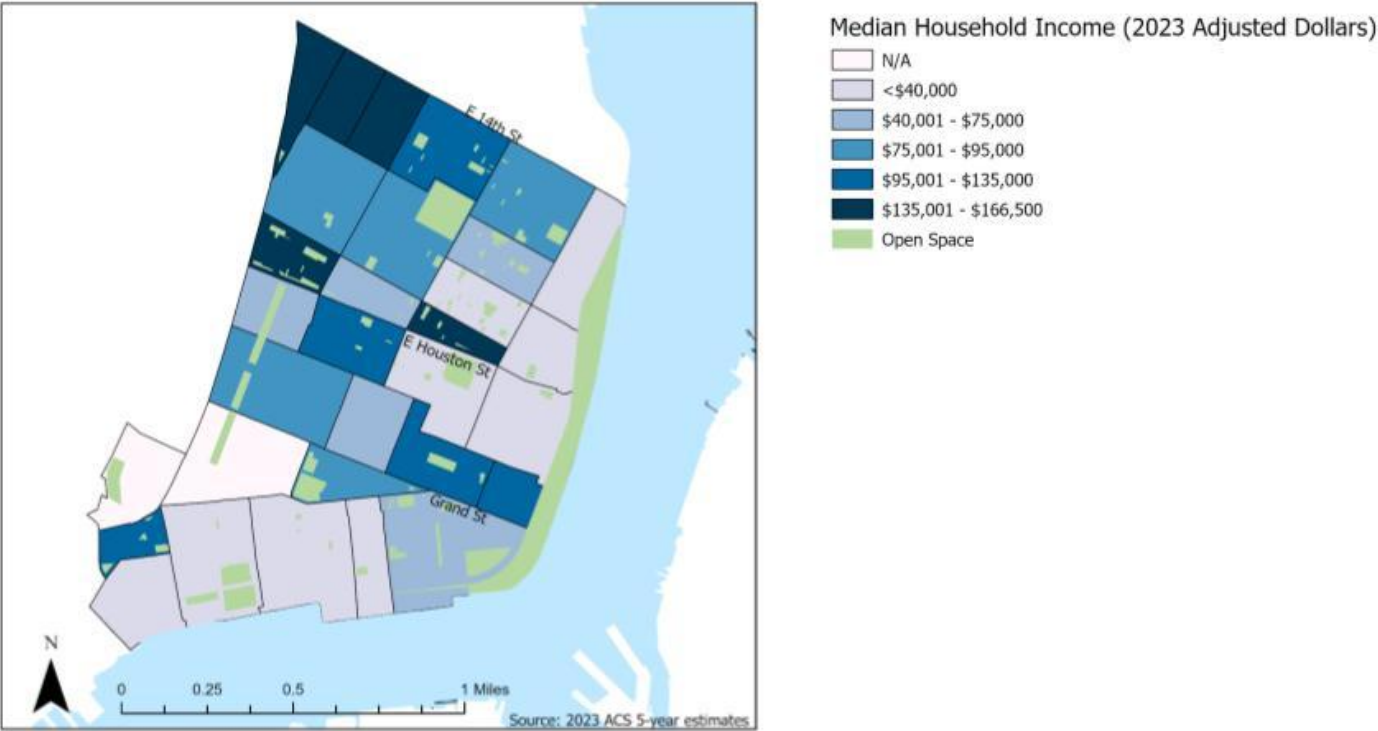 Median Household Income (2023 Adjusted Dollars)
N/A
<$40,000
$40,001 - $75,000
$75,001 - $95,000
$95,001 - $135,000
$135,001 - $166,500
Open Space
E 14th St
E Houston St
Grand St
N
0 0.25 0.5 1 Miles
Source: 2023 ACS 5-year estimates